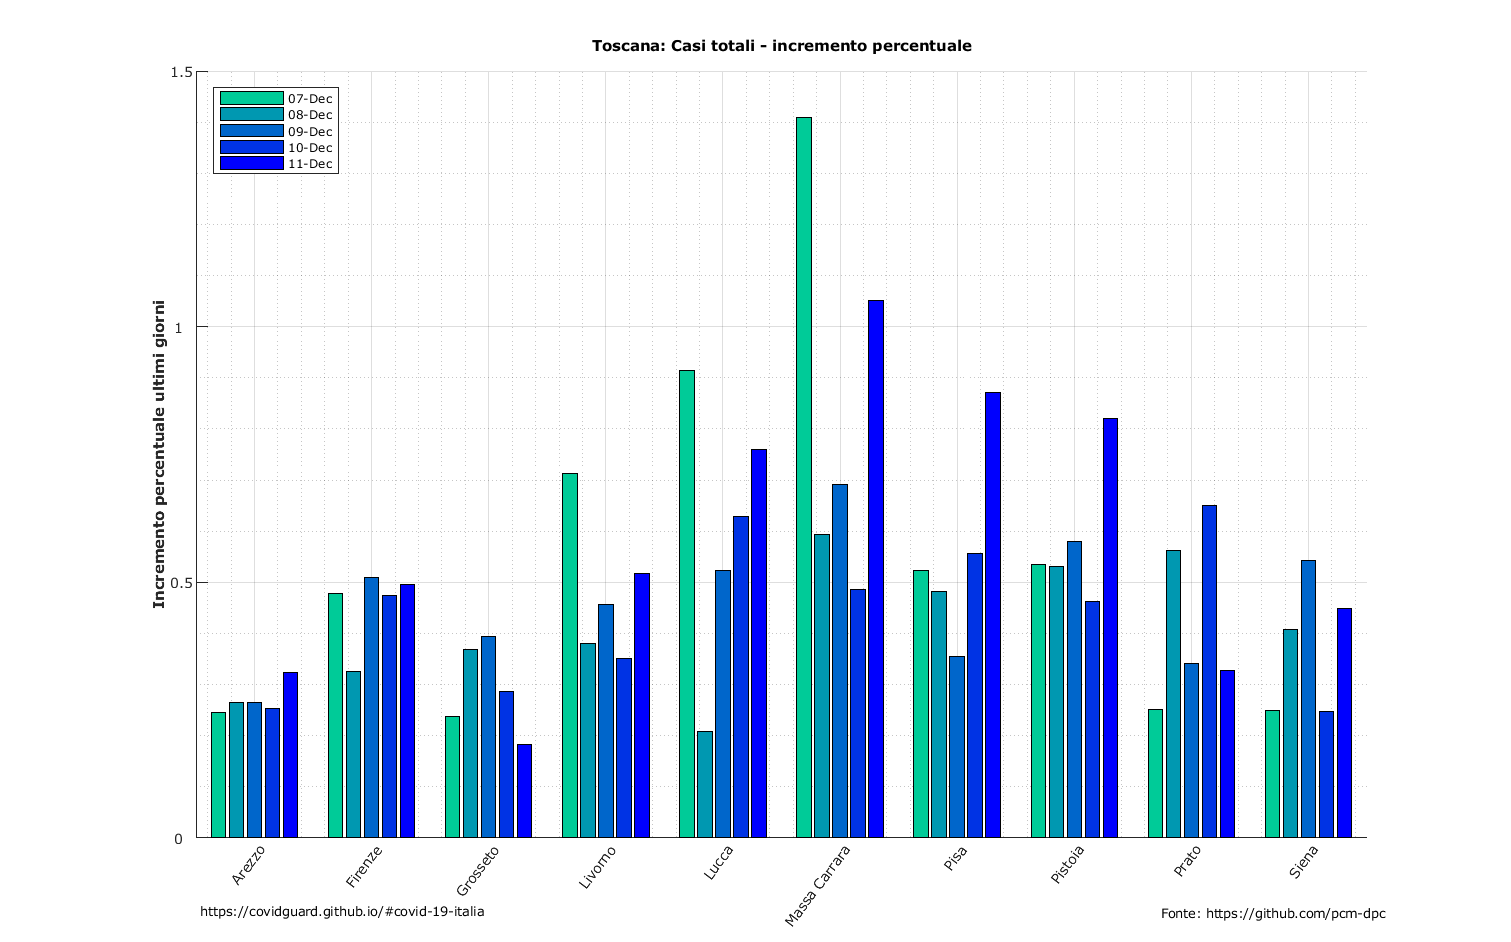 Toscana: Casi totali - incremento percentuale
1.5
1
0.5
0
Incremento percentuale ultimi giorni
07-Dec
08-Dec
09-Dec
10-Dec
11-Dec
Arezzo
Firenze
Grosseto
Livorno
Lucca
Massa Carrara
Pisa
Pistoia
Prato
Siena
https://covidguard.github.io/#covid-19-italia
Fonte: https://github.com/pcm-dpc